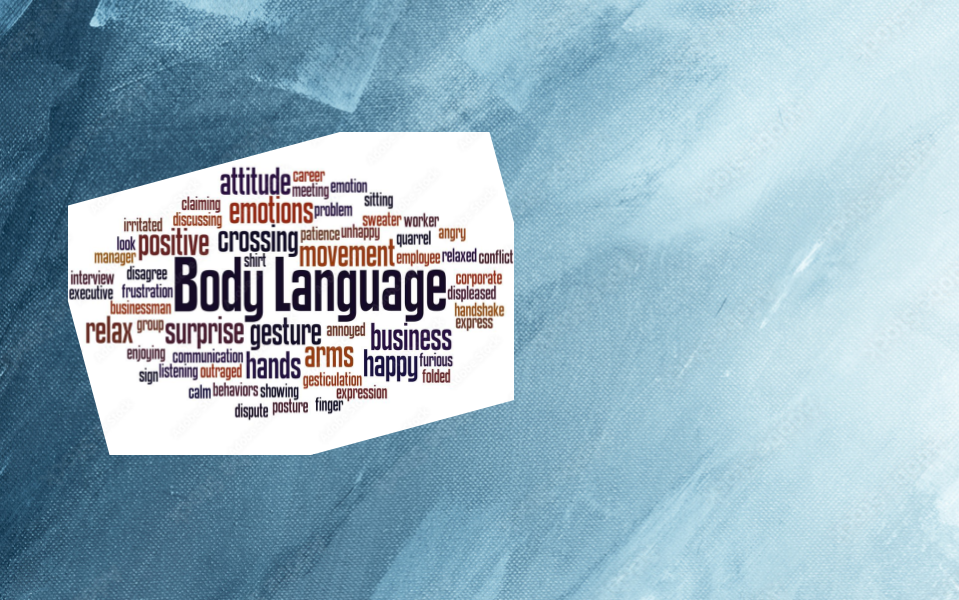 attitude career
meeting emotion
claiming emotions problem sitting
irritated discussing sweater worker
look positive crossing patience unhappy quarrel angry
manager shirt movement employee relaxed conflict
interview disagree Body Language corporate
executive frustration displeased
businessman handshake
relax group surprise gesture annoyed business express
enjoying communication hands arms happy furious
sign listening outraged gesticulation folded
calm behaviors showing expression
dispute posture finger